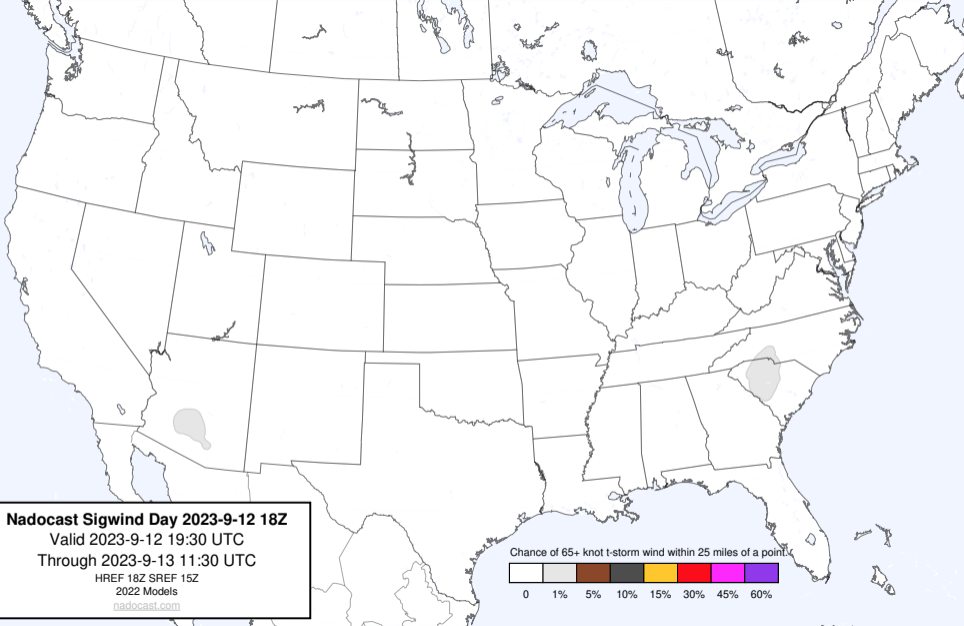 Nadocast Sigwind Day 2023-9-12 18Z
Valid 2023-9-12 19:30 UTC
Through 2023-9-13 11:30 UTC
HREF 18Z SREF 15Z
2022 Models
nadocast.com
Chance of 65+ knot t-storm wind within 25 miles of a point.
0 1% 5% 10% 15% 30% 45% 60%